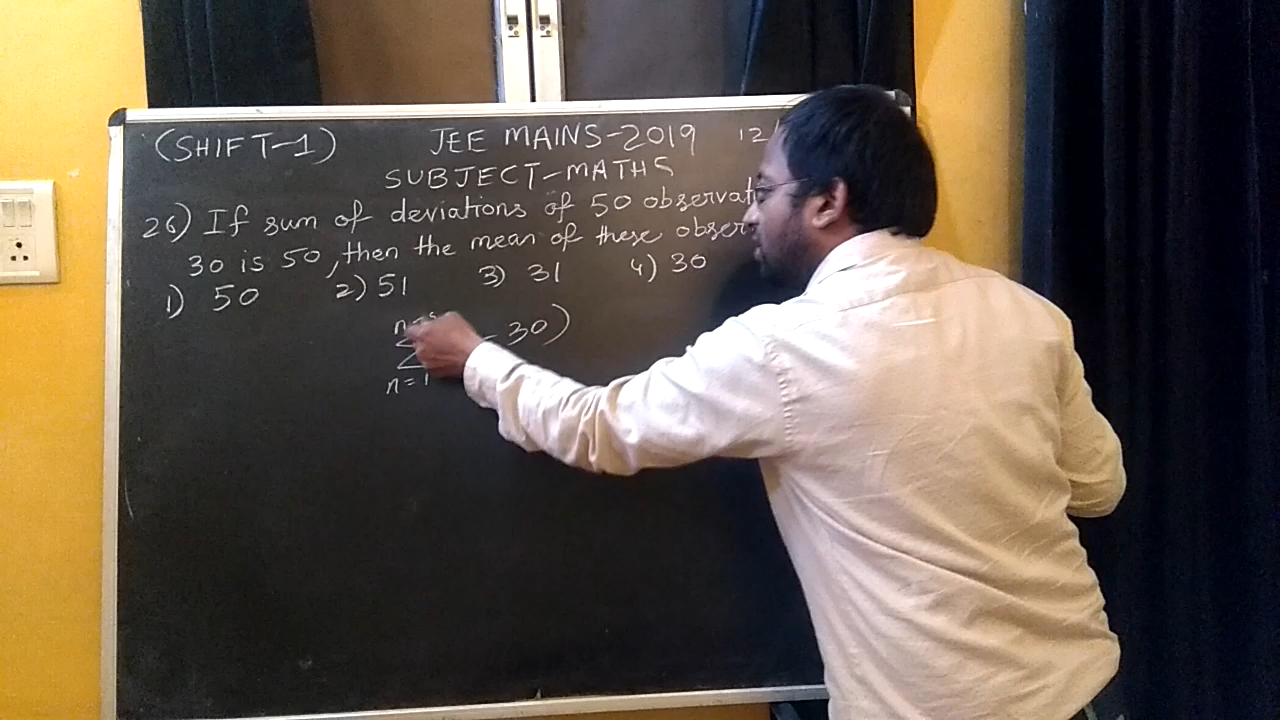 (SHIFT-1) JEE MAINS-2019 12
SUBJECT-MATHS
26) If sum of deviations of 50 observat
30 is 50, then the mean of these obser
1) 50 2) 51 3) 31 4) 30
n=
Σ - 30)
n=1